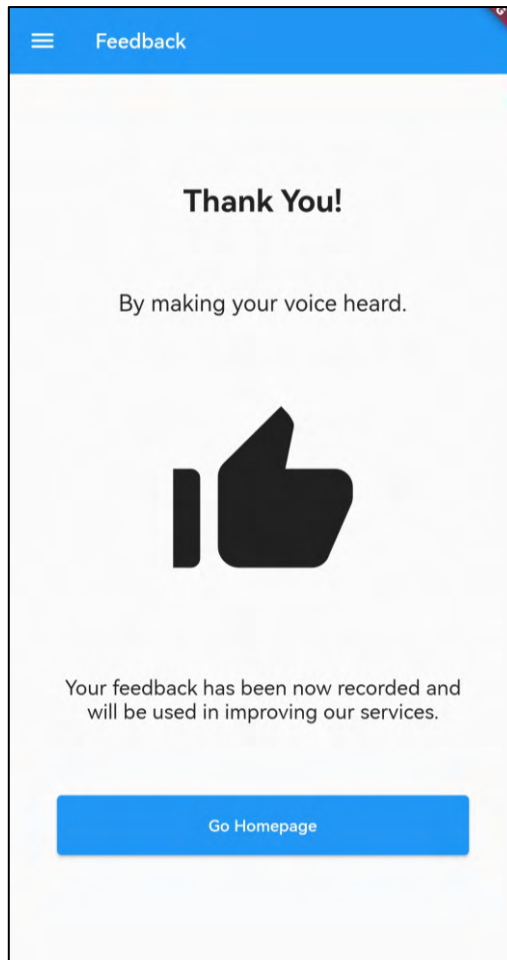 Feedback
Thank You!
By making your voice heard.
Your feedback has been now recorded and
will be used in improving our services.
Go Homepage